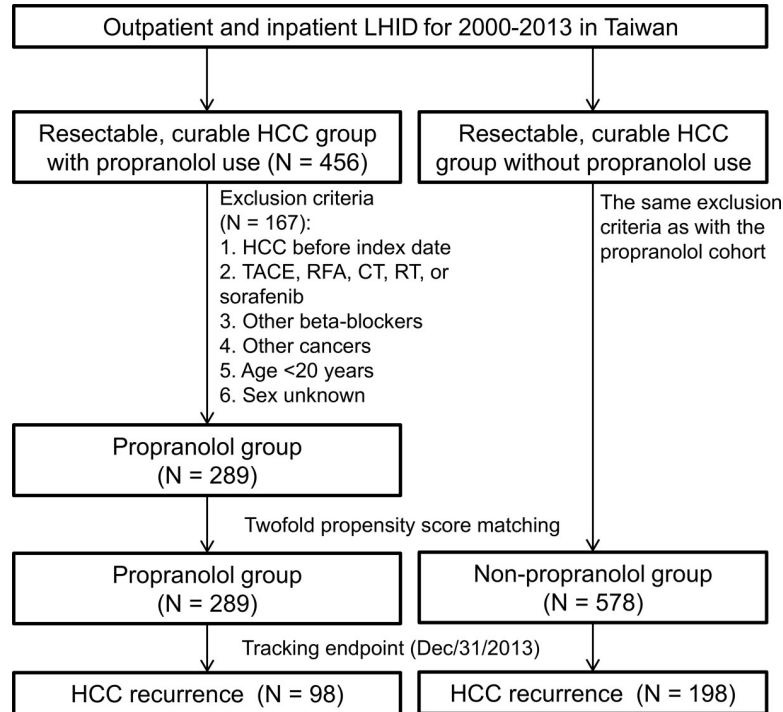 Outpatient and inpatient LHID for 2000-2013 in Taiwan
Resectable, curable HCC group
with propranolol use (N = 456)
Resectable, curable HCC
group without propranolol use
Exclusion criteria
(N = 167):
1. HCC before index date
2. TACE, RFA, CT, RT, or
sorafenib
3. Other beta-blockers
4. Other cancers
5. Age <20 years
6. Sex unknown
The same exclusion
criteria as with the
propranolol cohort
Propranolol group
(N = 289)
Twofold propensity score matching
Propranolol group
(N = 289)
Non-propranolol group
(N = 578)
Tracking endpoint (Dec/31/2013)
HCC recurrence (N = 98)
HCC recurrence (N = 198)